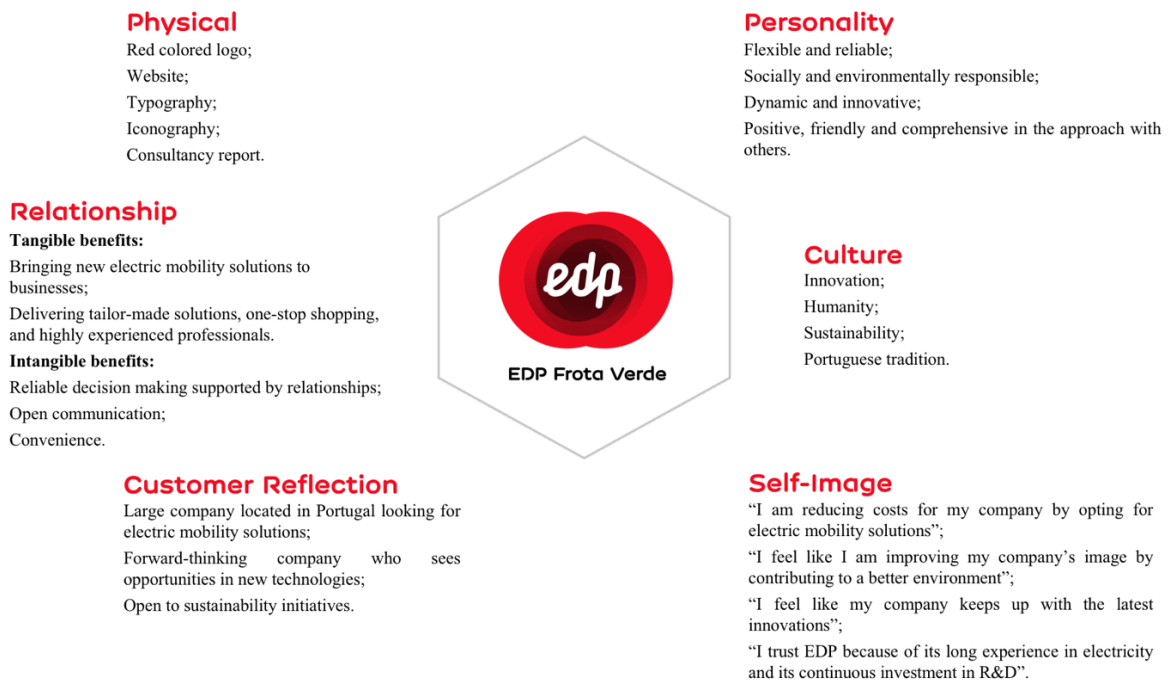 Physical
Red colored logo;
Website;
Typography;
Iconography;
Consultancy report.
Personality
Flexible and reliable;
Socially and environmentally responsible;
Dynamic and innovative;
Positive, friendly and comprehensive in the approach with
others.
Relationship
Tangible benefits:
Bringing new electric mobility solutions to
businesses;
Delivering tailor-made solutions, one-stop shopping,
and highly experienced professionals.
Intangible benefits:
Reliable decision making supported by relationships;
Open communication;
Convenience.
edp
EDP Frota Verde
Culture
Innovation;
Humanity;
Sustainability;
Portuguese tradition.
Customer Reflection
Large company located in Portugal looking for
electric mobility solutions;
Forward-thinking company who sees
opportunities in new technologies;
Open to sustainability initiatives.
Self-Image
“I am reducing costs for my company by opting for
electric mobility solutions”;
“I feel like I am improving my company’s image by
contributing to a better environment”;
“I feel like my company keeps up with the latest
innovations”;
“I trust EDP because of its long experience in electricity
and its continuous investment in R&D”.